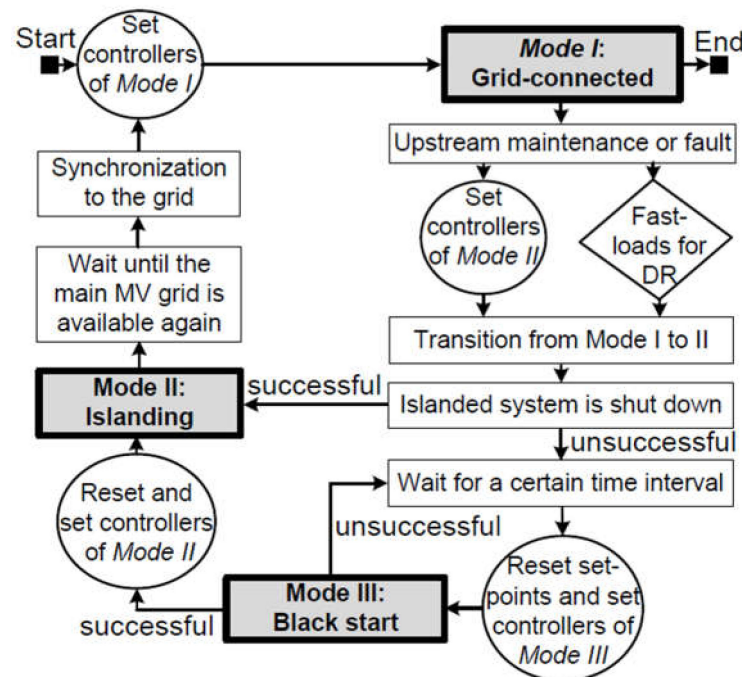 Start
Set
controllers
of Mode I
Mode I:
Grid-connected
End
Upstream maintenance or fault
Set
controllers
of Mode II
Fast-
loads for
DR
Transition from Mode I to II
Islanded system is shut down
successful
unsuccessful
Wait for a certain time interval
Synchronization
to the grid
Wait until the
main MV grid is
available again
Mode II:
Islanding
Reset and
set controllers
of Mode II
unsuccessful
Mode III:
Black start
successful
Reset set-
points and set
controllers of
Mode III